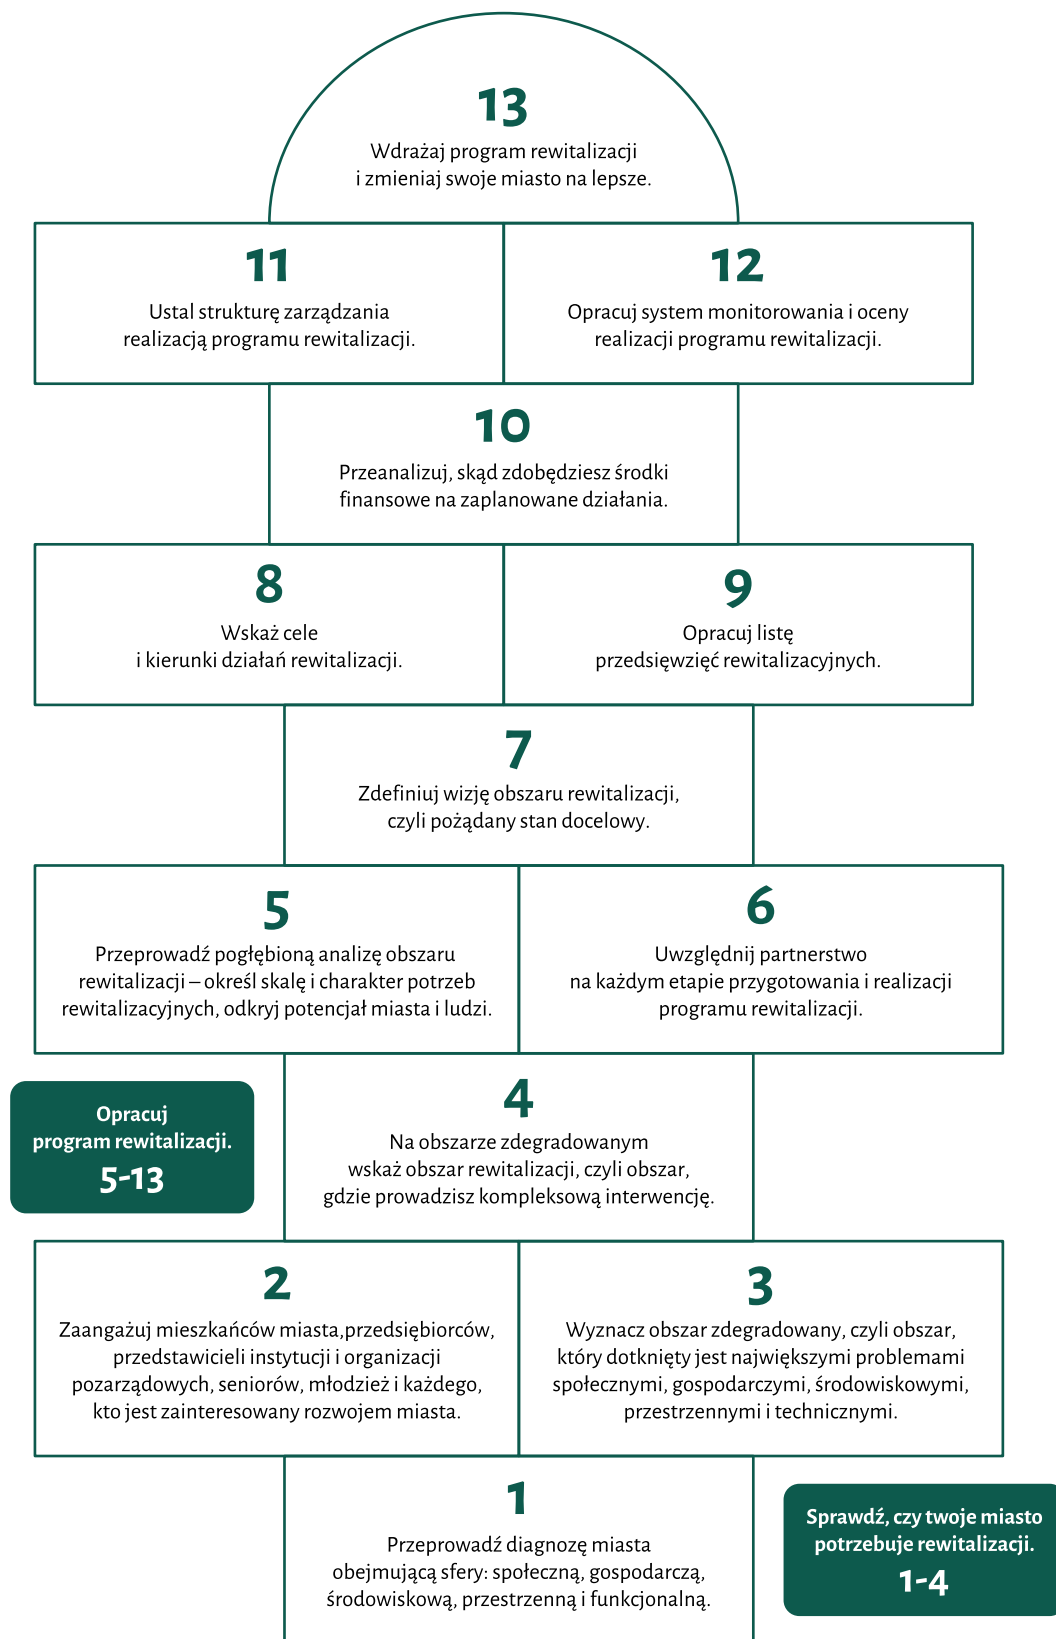 13
Wdrażaj program rewitalizacji
i zmieniaj swoje miasto na lepsze.
11
Ustal strukturę zarządzania
realizacją programu rewitalizacji.
12
Opracuj system monitorowania i oceny
realizacji programu rewitalizacji.
10
Przeanalizuj, skąd zdobędziesz środki
finansowe na zaplanowane działania.
8
Wskaż cele
i kierunki działań rewitalizacji.
9
Opracuj listę
przedsięwzięć rewitalizacyjnych.
7
Zdefiniuj wizję obszaru rewitalizacji,
czyli pożądany stan docelowy.
5
Przeprowadź pogłębioną analizę obszaru
rewitalizacji – określ skalę i charakter potrzeb
rewitalizacyjnych, odkryj potencjał miasta i ludzi.
6
Uwzględnij partnerstwo
na każdym etapie przygotowania i realizacji
programu rewitalizacji.
Opracuj
program rewitalizacji.
5-13
4
Na obszarze zdegradowanym
wskaż obszar rewitalizacji, czyli obszar,
gdzie prowadzisz kompleksową interwencję.
2
Zaangażuj mieszkańców miasta,przedsiębiorców,
przedstawicieli instytucji i organizacji
pozarządowych, seniorów, młodzież i każdego,
kto jest zainteresowany rozwojem miasta.
3
Wyznacz obszar zdegradowany, czyli obszar,
który dotknięty jest największymi problemami
społecznymi, gospodarczymi, środowiskowymi,
przestrzennymi i technicznymi.
1
Przeprowadź diagnozę miasta
obejmującą sfery: społeczną, gospodarczą,
środowiskową, przestrzenną i funkcjonalną.
Sprawdź, czy twoje miasto
potrzebuje rewitalizacji.
1-4